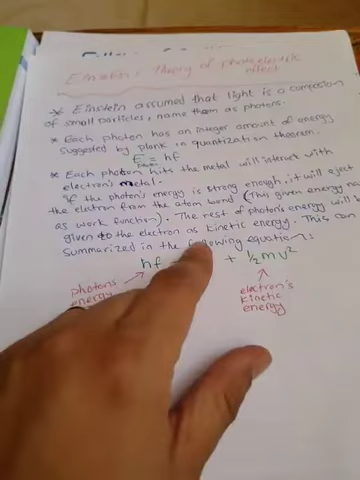 Einstein's theory of photoelectric
effect
* Einstein assumed that light is a composion
of small particles, name them as photons.
* Each photon has an integer amount of energy
suggested by plank in quantization theorem.
E = hf
* Each photon hits the metal will interact with
electron's metal.
"If the photon's energy is strong enough, it will eject
the electron from the atom bond (This given energy
as work function). The rest of photon's energy will b
given to the electron as kinetic energy. This can
summarized in the following equation:
hf + 1/2 mv²
photons energy
electron's
kinetic
energy